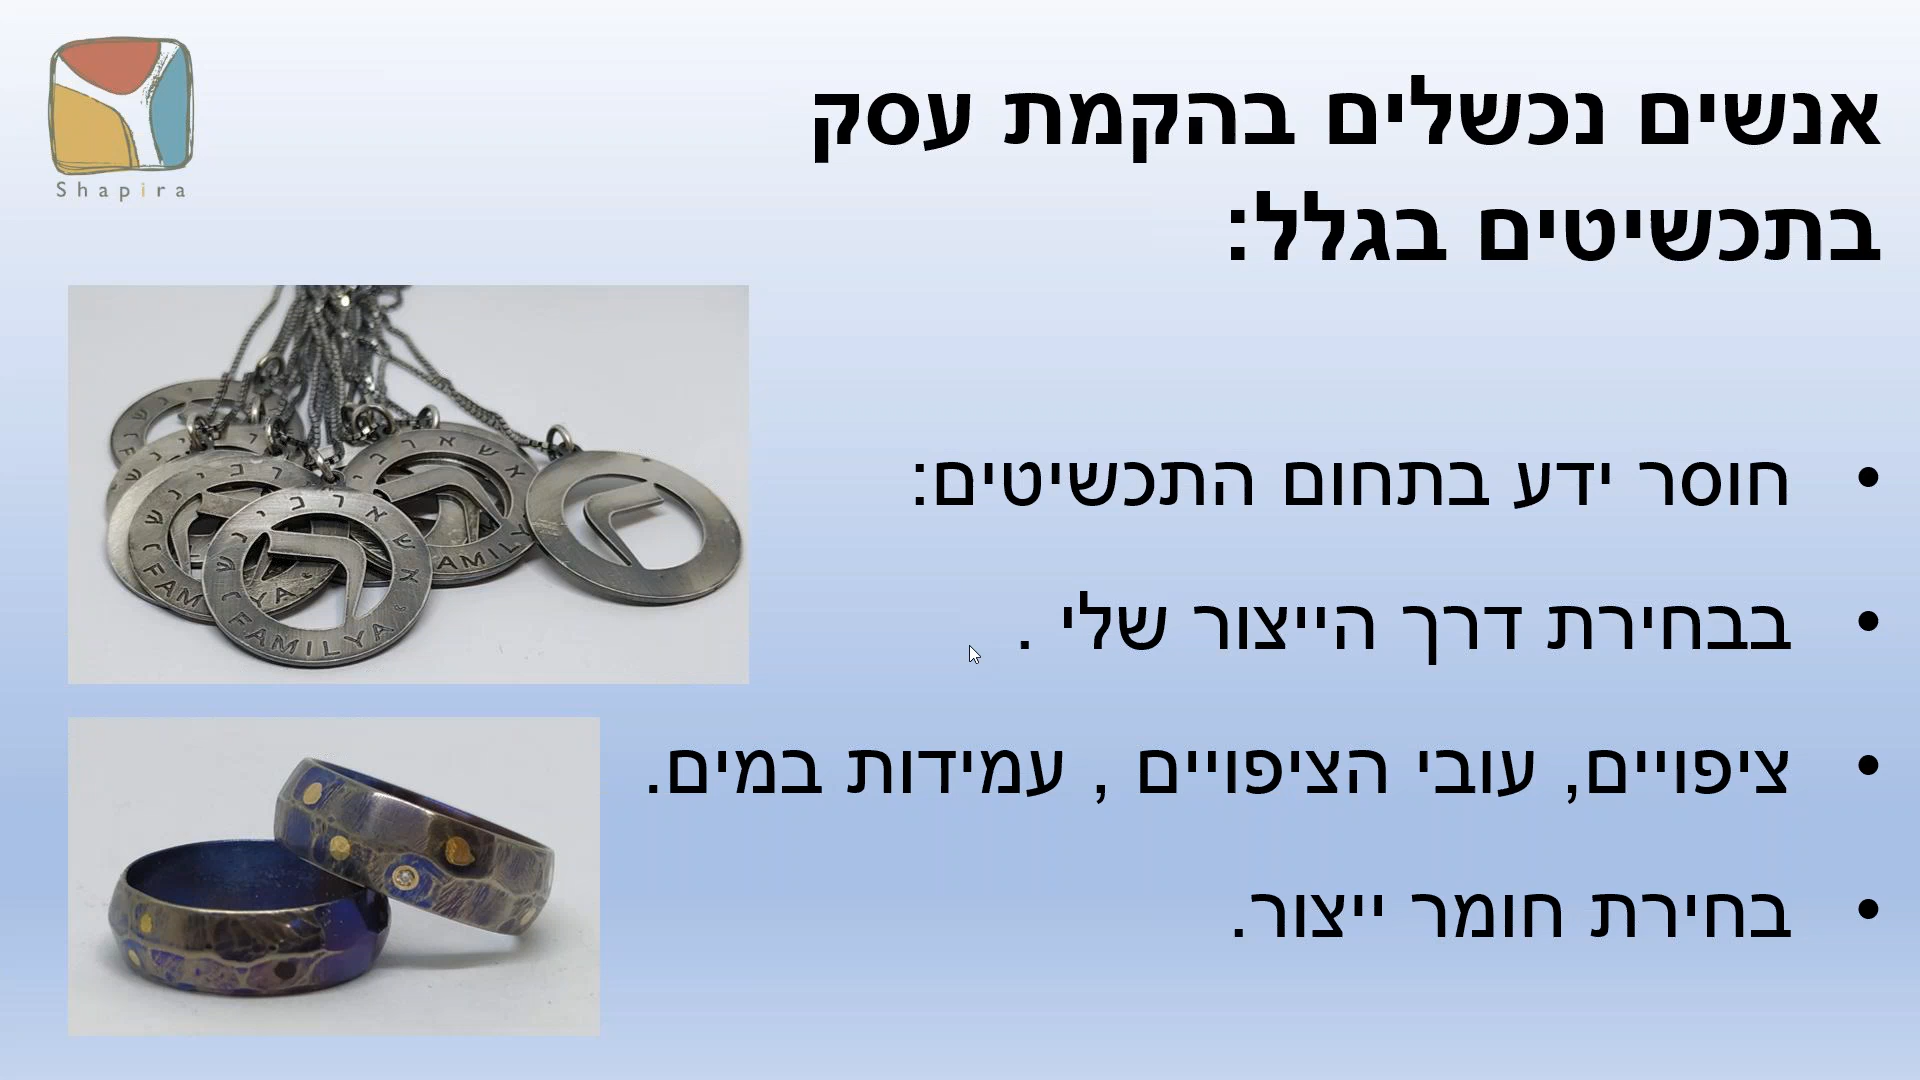 Shapira
אנשים נכשלים בהקמת עסק
בתכשיטים בגלל:
• חוסר ידע בתחום התכשיטים:
• בבחירת דרך הייצור שלי .
• ציפויים, עובי הציפויים , עמידות במים.
• בחירת חומר ייצור.
FAMILYA